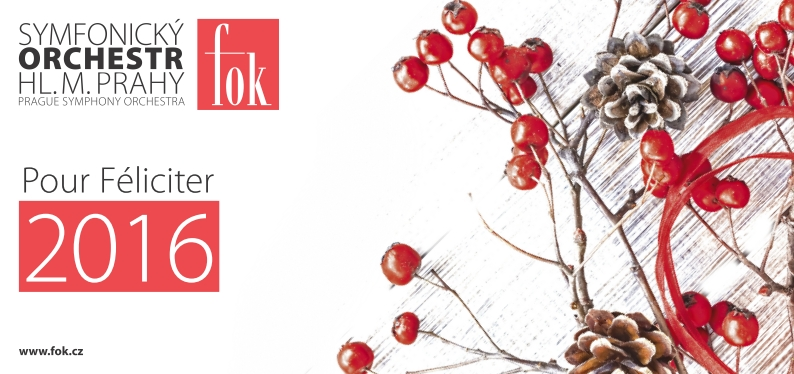 SYMFONICKÝ
ORCHESTR
HL. M. PRAHY
PRAGUE SYMPHONY ORCHESTRA
fok
Pour Féliciter
2016
www.fok.cz